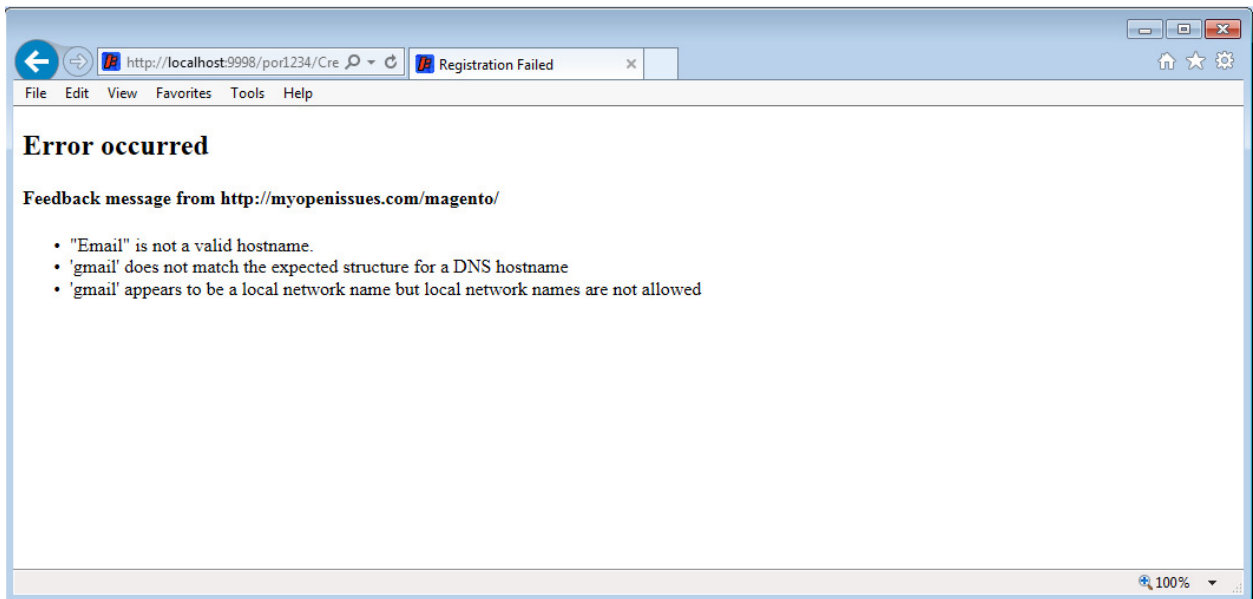 http://localhost:9998/por1234/Cre
Registration Failed
File Edit View Favorites Tools Help
Error occurred
Feedback message from http://myopenissues.com/magento/
• "Email" is not a valid hostname.
• 'gmail' does not match the expected structure for a DNS hostname
• 'gmail' appears to be a local network name but local network names are not allowed
100%